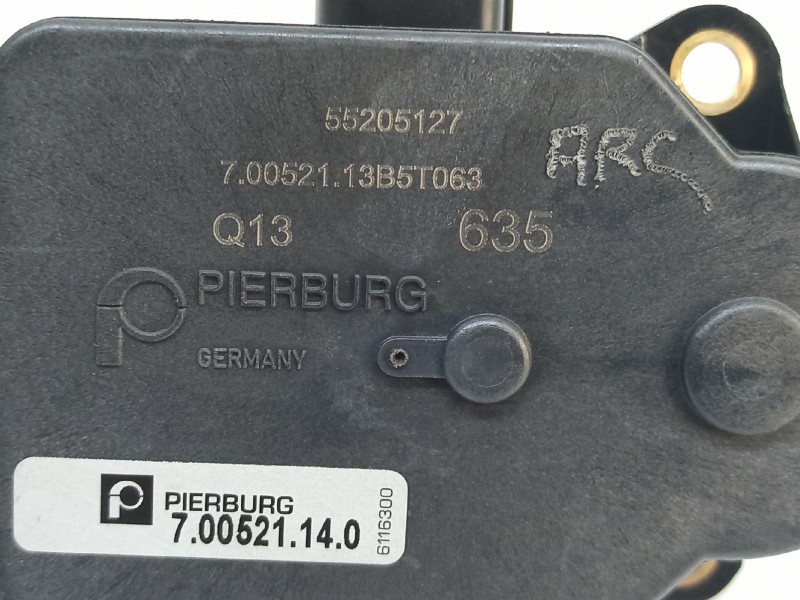 55205127
7.00521.13B5T063
ARC
Q13 635
PIERBURG
GERMANY
PIERBURG
7.00521.14.0
6116300